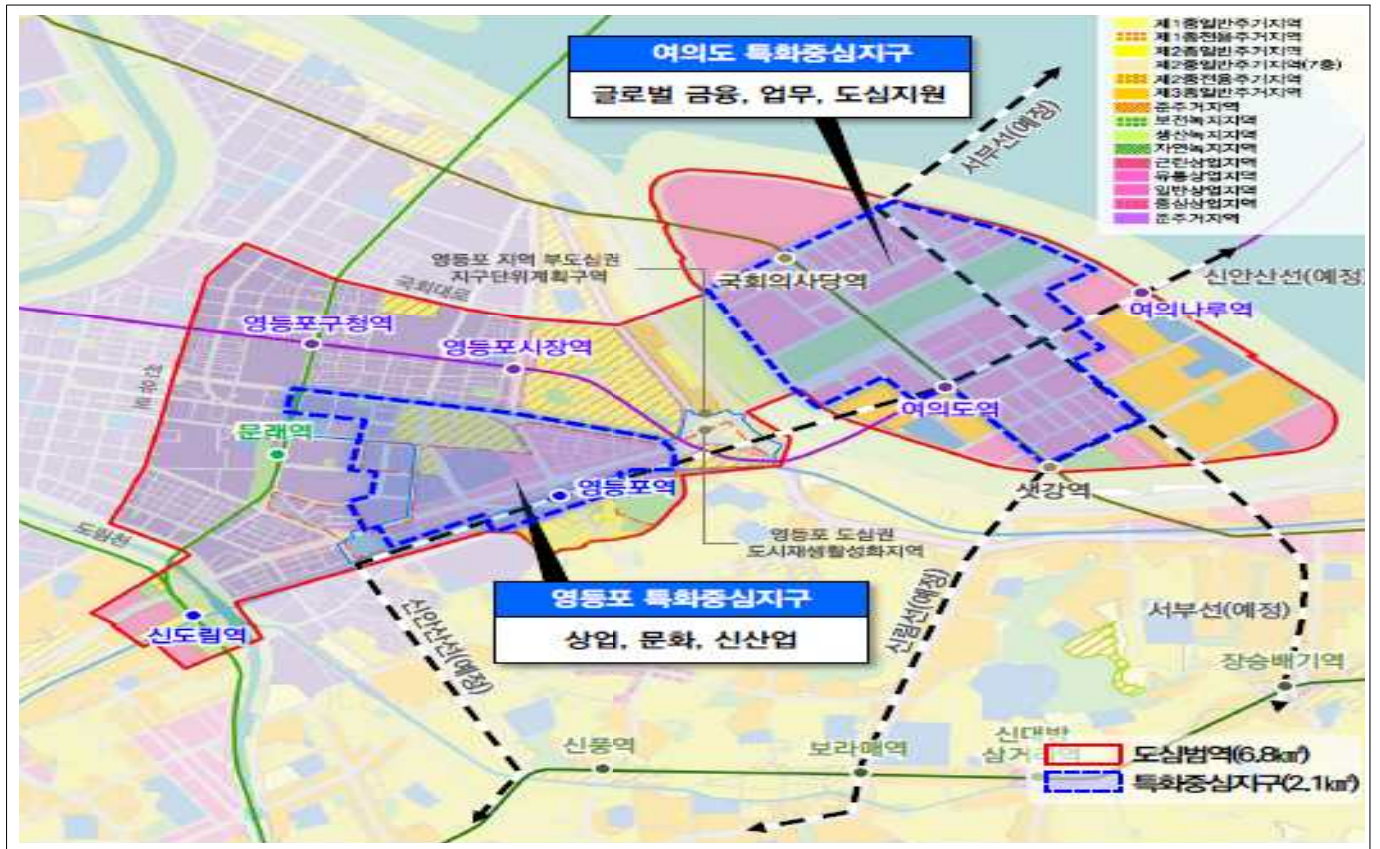 제1종일반주거지역
제1종전용주거지역
제2종일반주거지역
제2종일반주거지역(7층)
제2종전용주거지역
제3종일반주거지역
준주거지역
보전녹지지역
생산녹지지역
자연녹지지역
근린상업지역
유통상업지역
일반상업지역
중심상업지역
준주거지역
여의도 특화중심지구
글로벌 금융, 업무, 도심지원
서부선(예정)
영등포 지역 부도심권
지구단위계획구역
국회대로
국회의사당역
신안산선(예정)
여의나루역
영등포구청역
영등포시장역
여의도역
문래역
영등포역
샛강역
영등포 도심권
도시재생활성화지역
도림천
신도림역
영등포 특화중심지구
상업, 문화, 신산업
신안산선(예정)
신림선(예정)
서부선(예정)
장승배기역
신풍역
보라매역
신대방
삼거리역
도심범역(6.8㎢)
특화중심지구(2.1㎢)